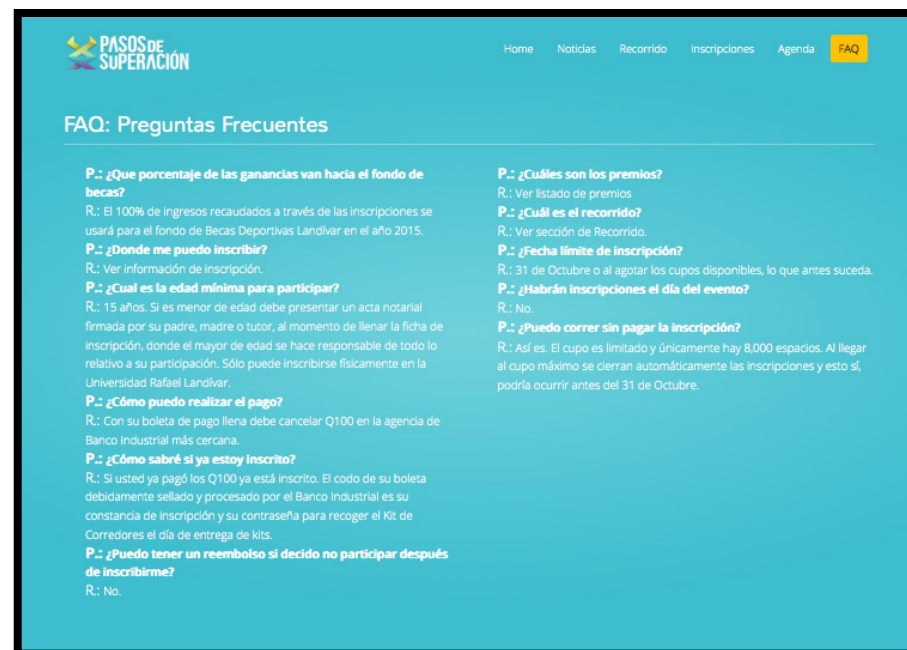 PASOS DE
SUPERACIÓN
Home
Noticias
Recorrido
Inscripciones
Agenda
FAQ
FAQ: Preguntas Frecuentes
P.: ¿Que porcentaje de las ganancias van hacia el fondo de
becas?
R.: El 100% de ingresos recaudados a través de las inscripciones se
usará para el fondo de Becas Deportivas Landívar en el año 2015.
P.: ¿Donde me puedo inscribir?
R.: Ver información de inscripción.
P.: ¿Cual es la edad mínima para participar?
R.: 15 años. Si es menor de edad debe presentar un acta notarial
firmada por su padre, madre o tutor, al momento de llenar la ficha de
inscripción, donde el mayor de edad se hace responsable de todo lo
relativo a su participación. Sólo puede inscribirse físicamente en la
Universidad Rafael Landívar.
P.: ¿Cómo puedo realizar el pago?
R.: Con su boleta de pago llena debe cancelar Q100 en la agencia de
Banco Industrial más cercana.
P.: ¿Cómo sabré si ya estoy inscrito?
R.: Si usted ya pagó los Q100 ya está inscrito. El codo de su boleta
debidamente sellado y procesado por el Banco Industrial es su
constancia de inscripción y su contraseña para recoger el Kit de
Corredores el día de entrega de kits.
P.: ¿Puedo tener un reembolso si decido no participar después
de inscribirme?
R.: No.
P.: ¿Cuáles son los premios?
R.: Ver listado de premios
P.: ¿Cuál es el recorrido?
R.: Ver sección de Recorrido.
P.: ¿Fecha límite de inscripción?
R.: 31 de Octubre o al agotar los cupos disponibles, lo que antes suceda.
P.: ¿Habrán inscripciones el día del evento?
R.: No.
P.: ¿Puedo correr sin pagar la inscripción?
R.: Así es. El cupo es limitado y únicamente hay 8,000 espacios. Al llegar
al cupo máximo se cierran automáticamente las inscripciones y esto sí,
podría ocurrir antes del 31 de Octubre.